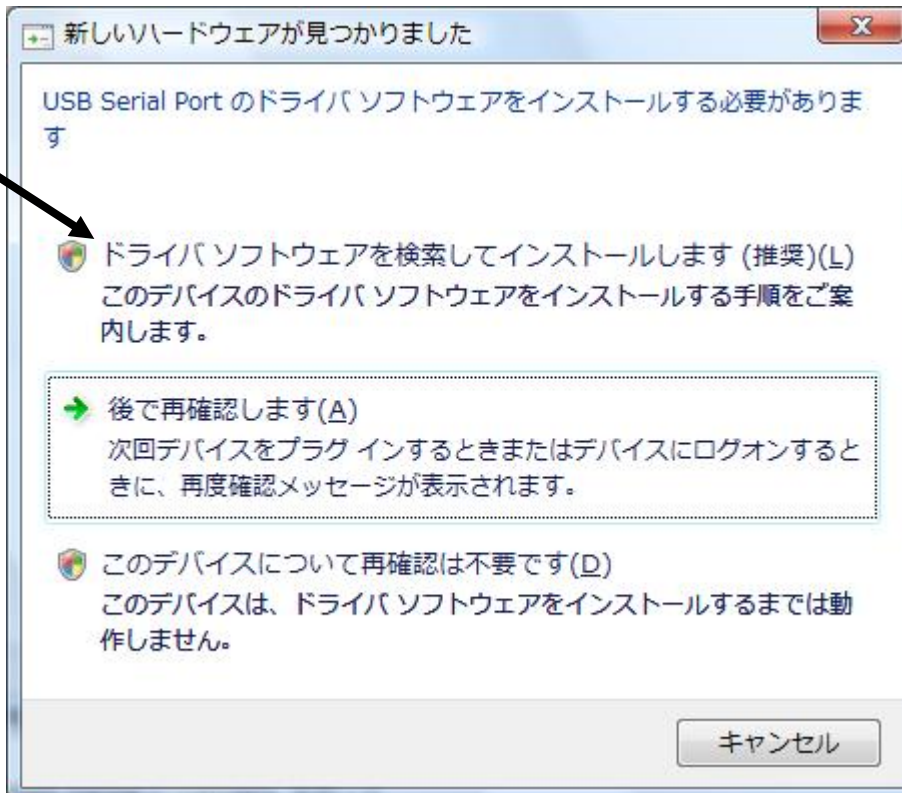 新しいハードウェアが見つかりました
USB Serial Port のドライバ ソフトウェアをインストールする必要がありま
す
ドライバ ソフトウェアを検索してインストールします (推奨)(L)
このデバイスのドライバ ソフトウェアをインストールする手順をご案
内します。
後で再確認します(A)
次回デバイスをプラグ インするときまたはデバイスにログオンすると
きに、再度確認メッセージが表示されます。
このデバイスについて再確認は不要です(D)
このデバイスは、ドライバ ソフトウェアをインストールするまでは動
作しません。
キャンセル